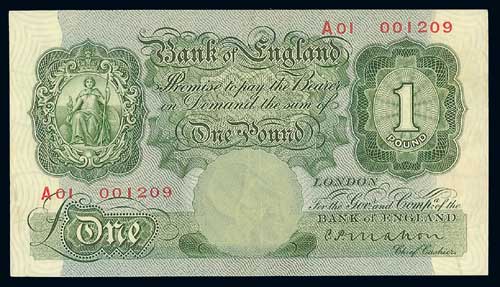 A01 001209
Bank of England
Promise to pay the Bearer
on Demand the sum of
One Pound
1
POUND
A01 001209
LONDON
For the Gov.r and Comp.a of the
BANK OF ENGLAND
£ One
C.P. Mahon
Chief Cashier.